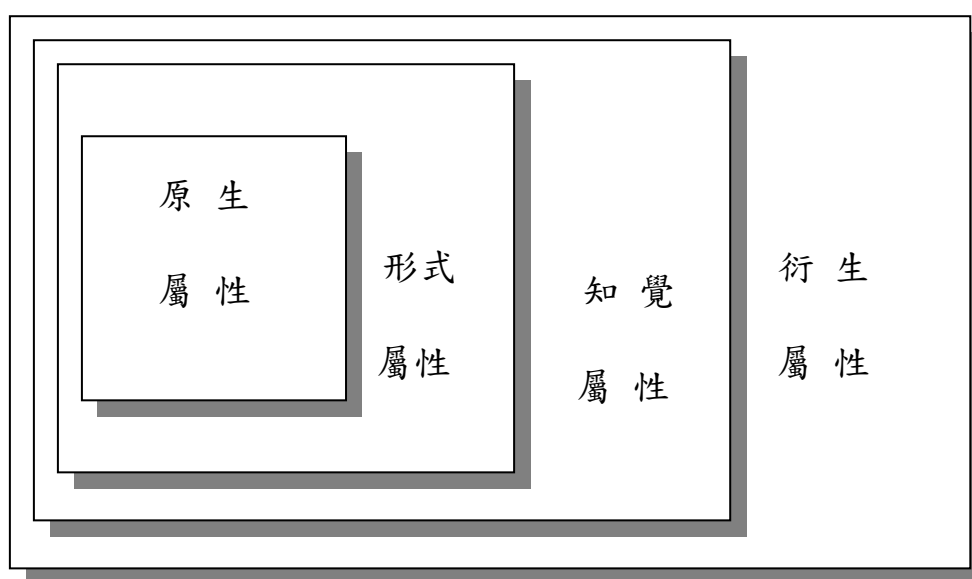 原 生
屬 性
形式
屬性
知 覺
屬 性
衍 生
屬 性